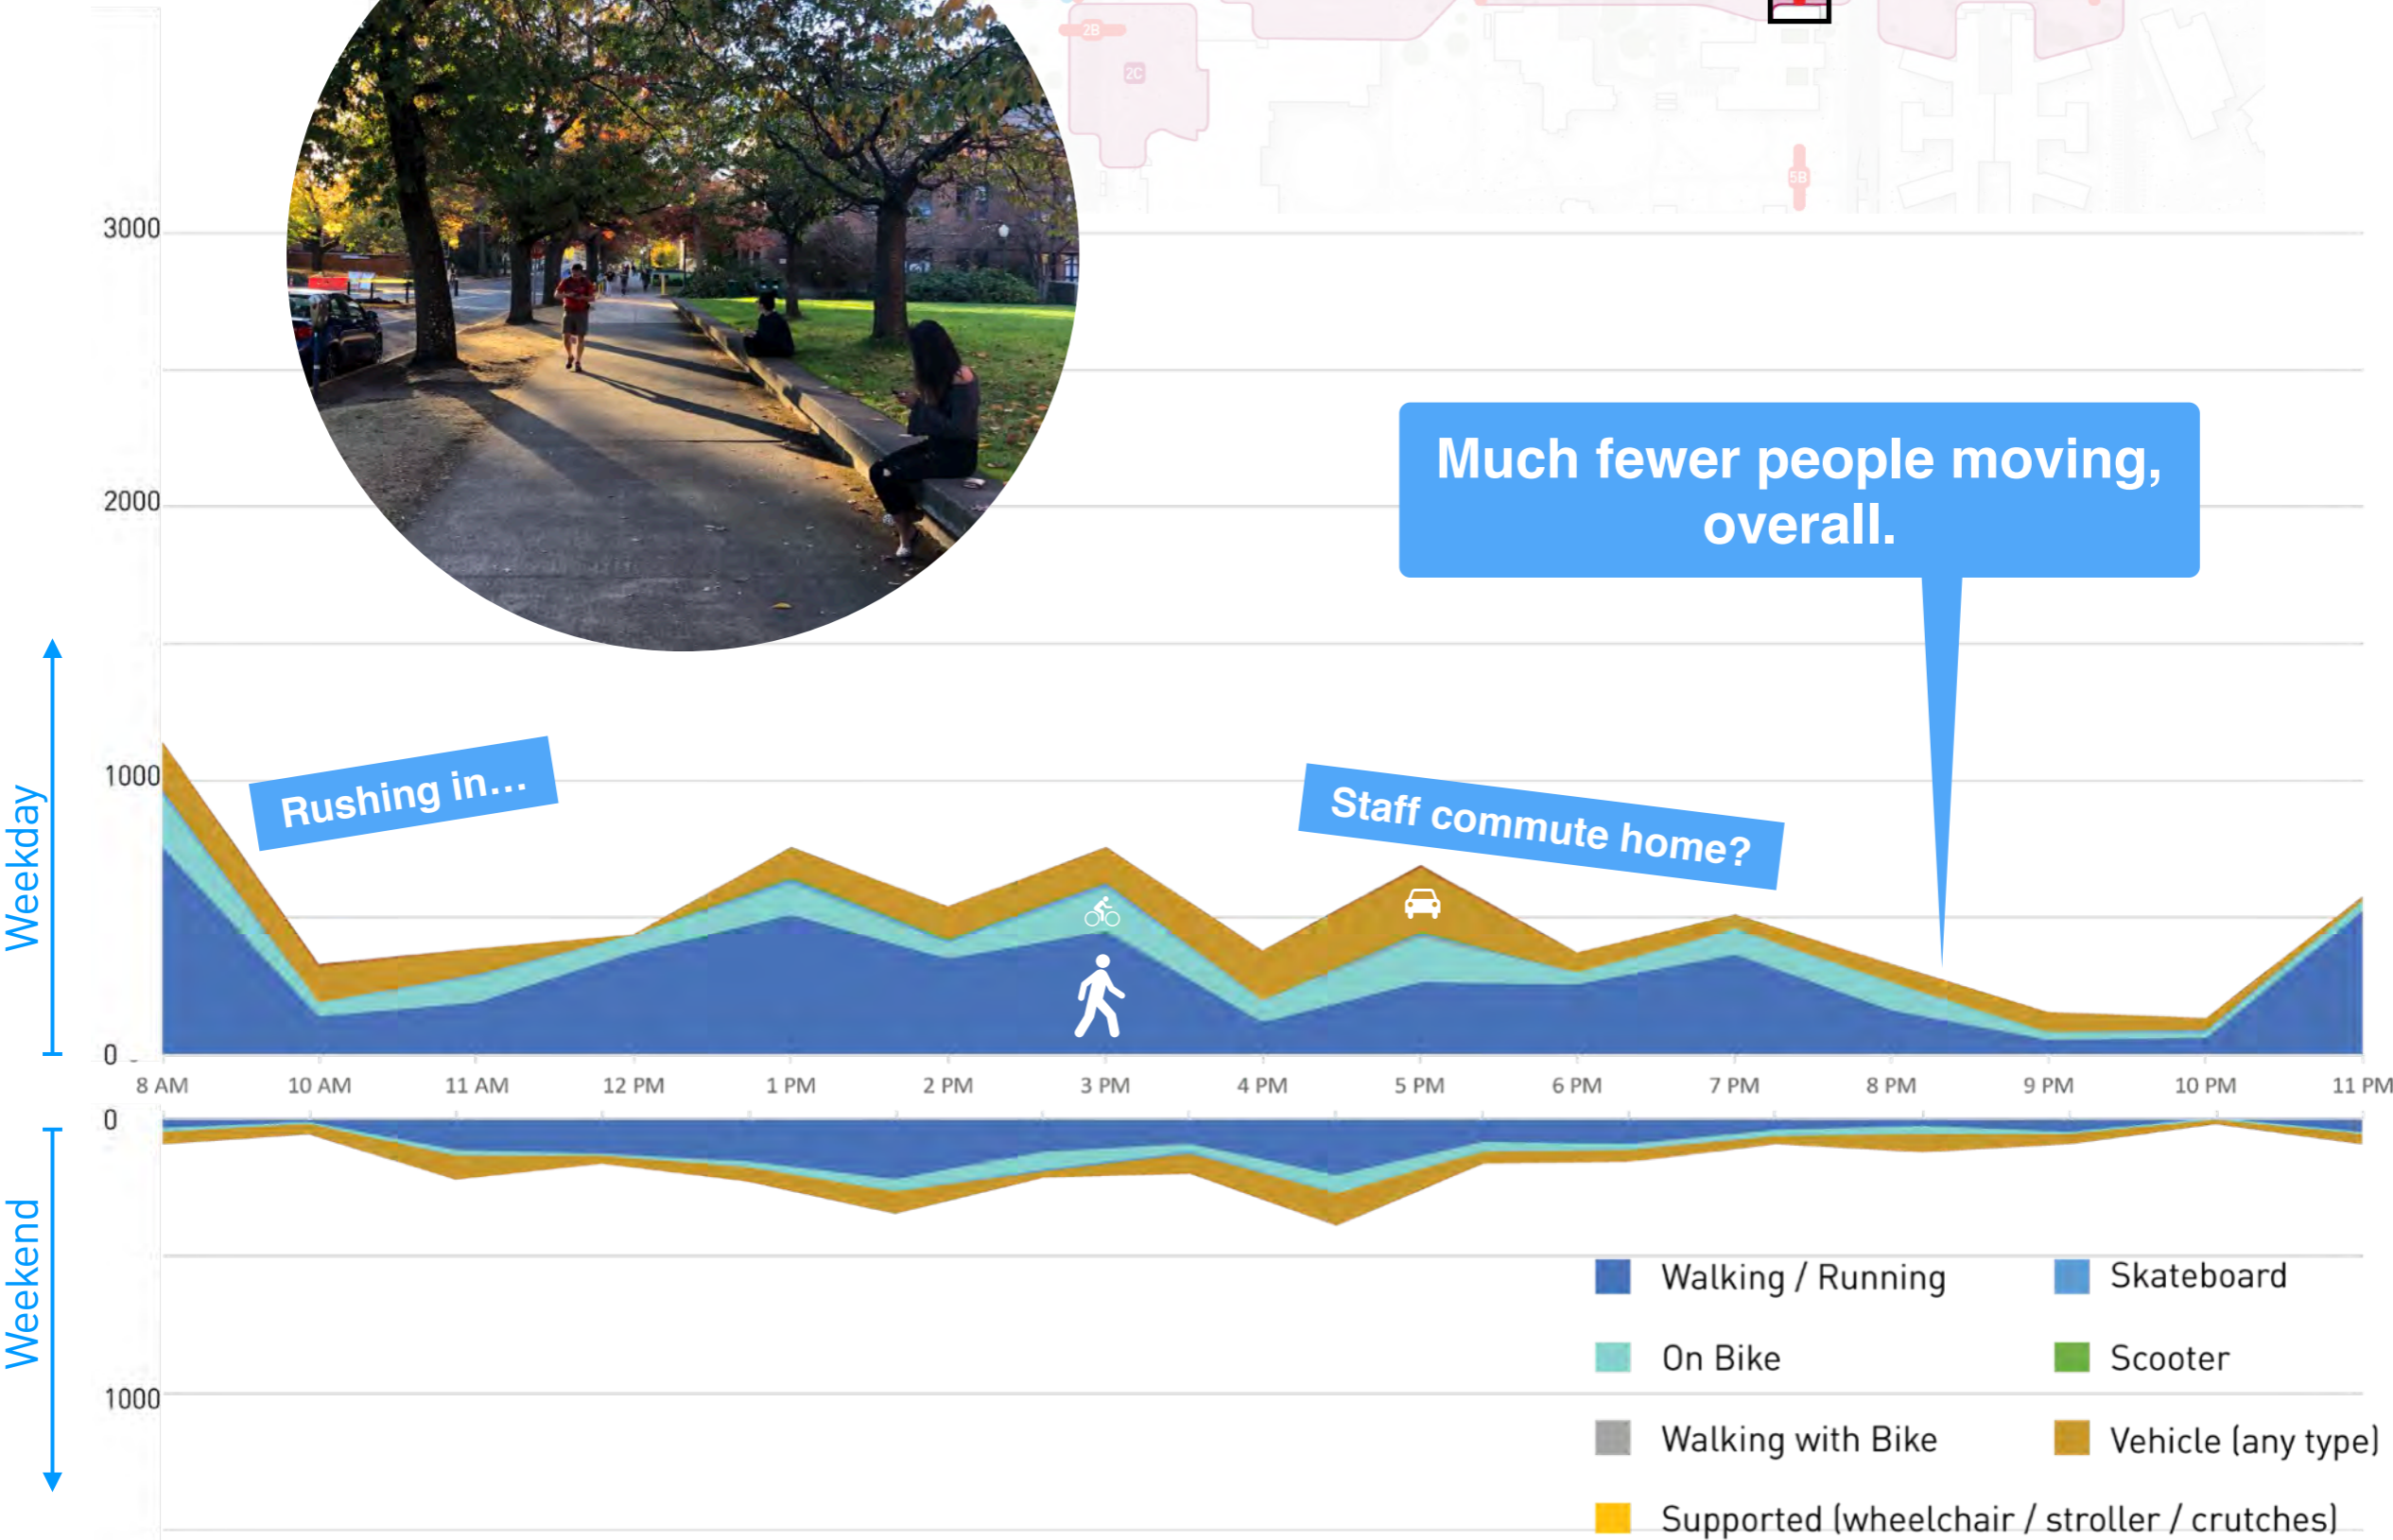 2B
2C
5B
3000
2000
Much fewer people moving,
overall.
1000
Rushing in...
Staff commute home?
Weekday
0
8 AM 10 AM 11 AM 12 PM 1 PM 2 PM 3 PM 4 PM 5 PM 6 PM 7 PM 8 PM 9 PM 10 PM 11 PM
0
Weekend
1000
Walking / Running
Skateboard
On Bike
Scooter
Walking with Bike
Vehicle (any type)
Supported (wheelchair / stroller / crutches)